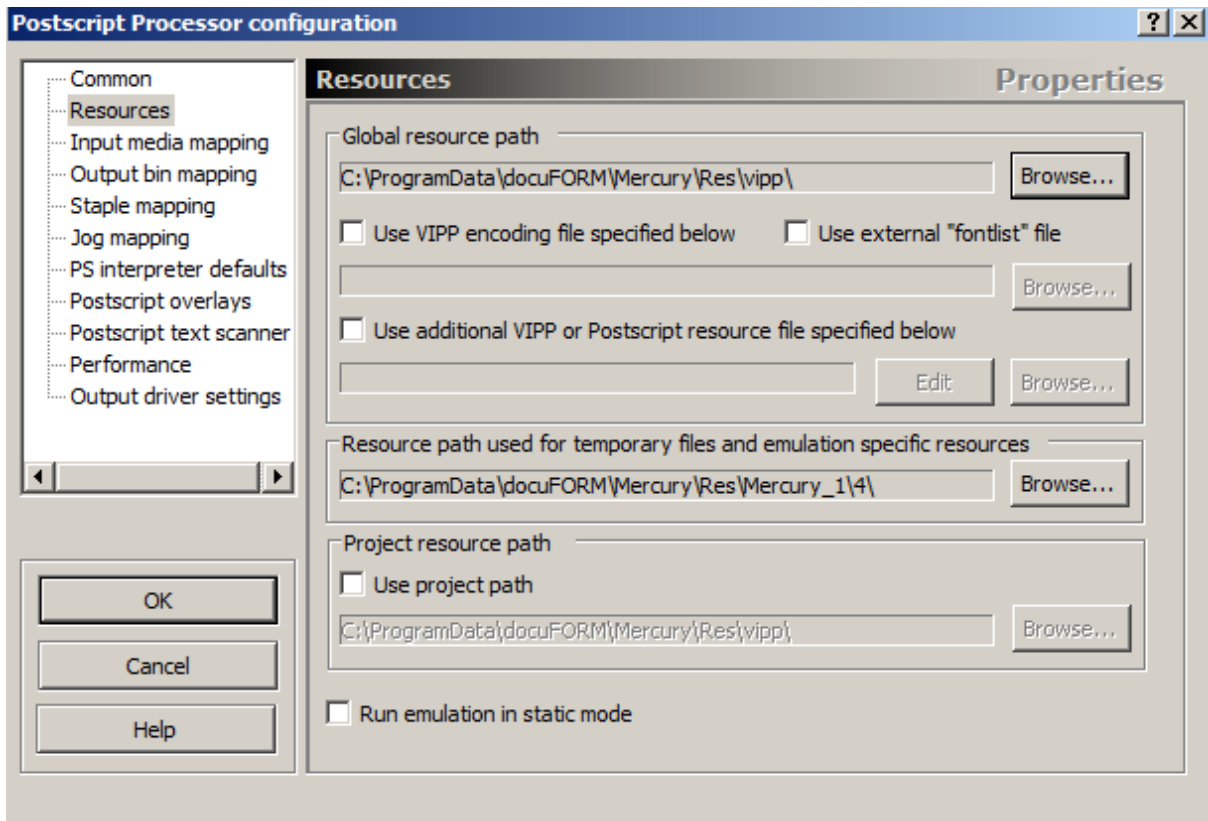 Postscript Processor configuration
Common
Resources
Input media mapping
Output bin mapping
Staple mapping
Jog mapping
PS interpreter defaults
Postscript overlays
Postscript text scanner
Performance
Output driver settings
OK
Cancel
Help
Resources Properties
Global resource path
C:\ProgramData\docuFORM\Mercury\Res\vipp\ Browse...
Use VIPP encoding file specified below Use external "fontlist" file
Browse...
Use additional VIPP or Postscript resource file specified below
Edit Browse...
Resource path used for temporary files and emulation specific resources
C:\ProgramData\docuFORM\Mercury\Res\Mercury_1\4\ Browse...
Project resource path
Use project path
C:\ProgramData\docuFORM\Mercury\Res\vipp\ Browse...
Run emulation in static mode